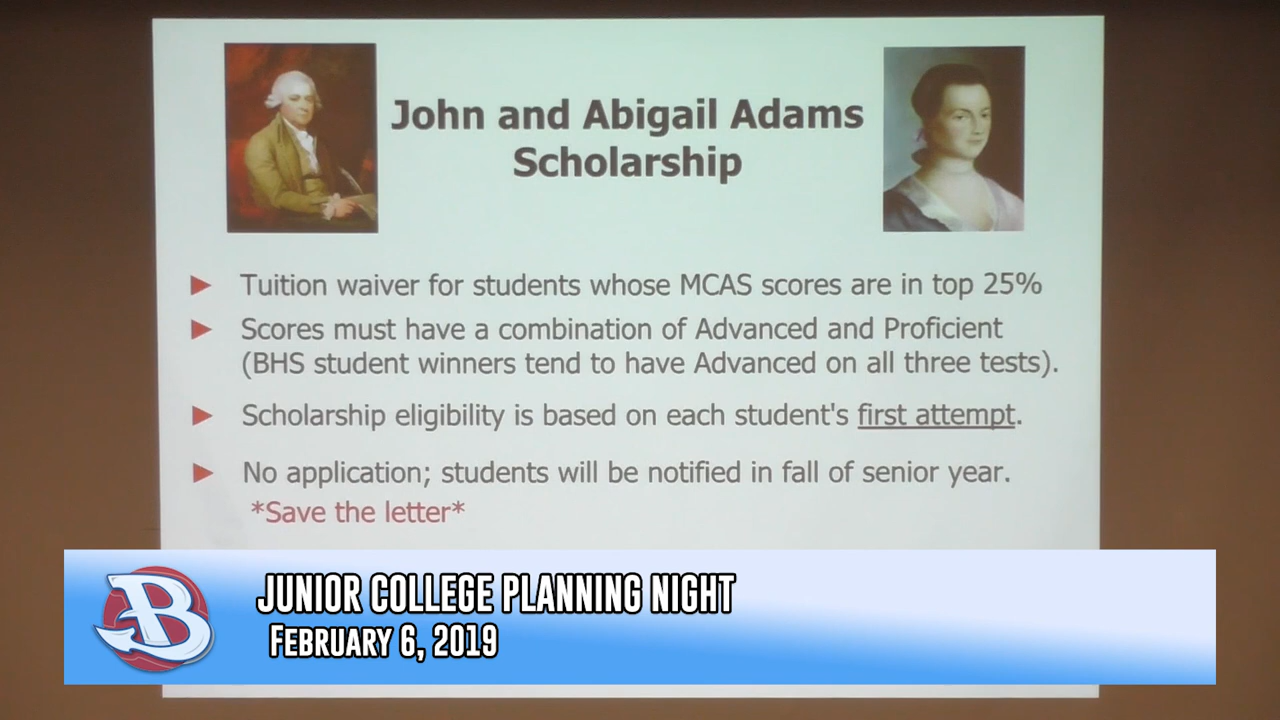 John and Abigail Adams
Scholarship
Tuition waiver for students whose MCAS scores are in top 25%
Scores must have a combination of Advanced and Proficient
(BHS student winners tend to have Advanced on all three tests).
Scholarship eligibility is based on each student's first attempt.
No application; students will be notified in fall of senior year.
*Save the letter*
B
JUNIOR COLLEGE PLANNING NIGHT
FEBRUARY 6, 2019